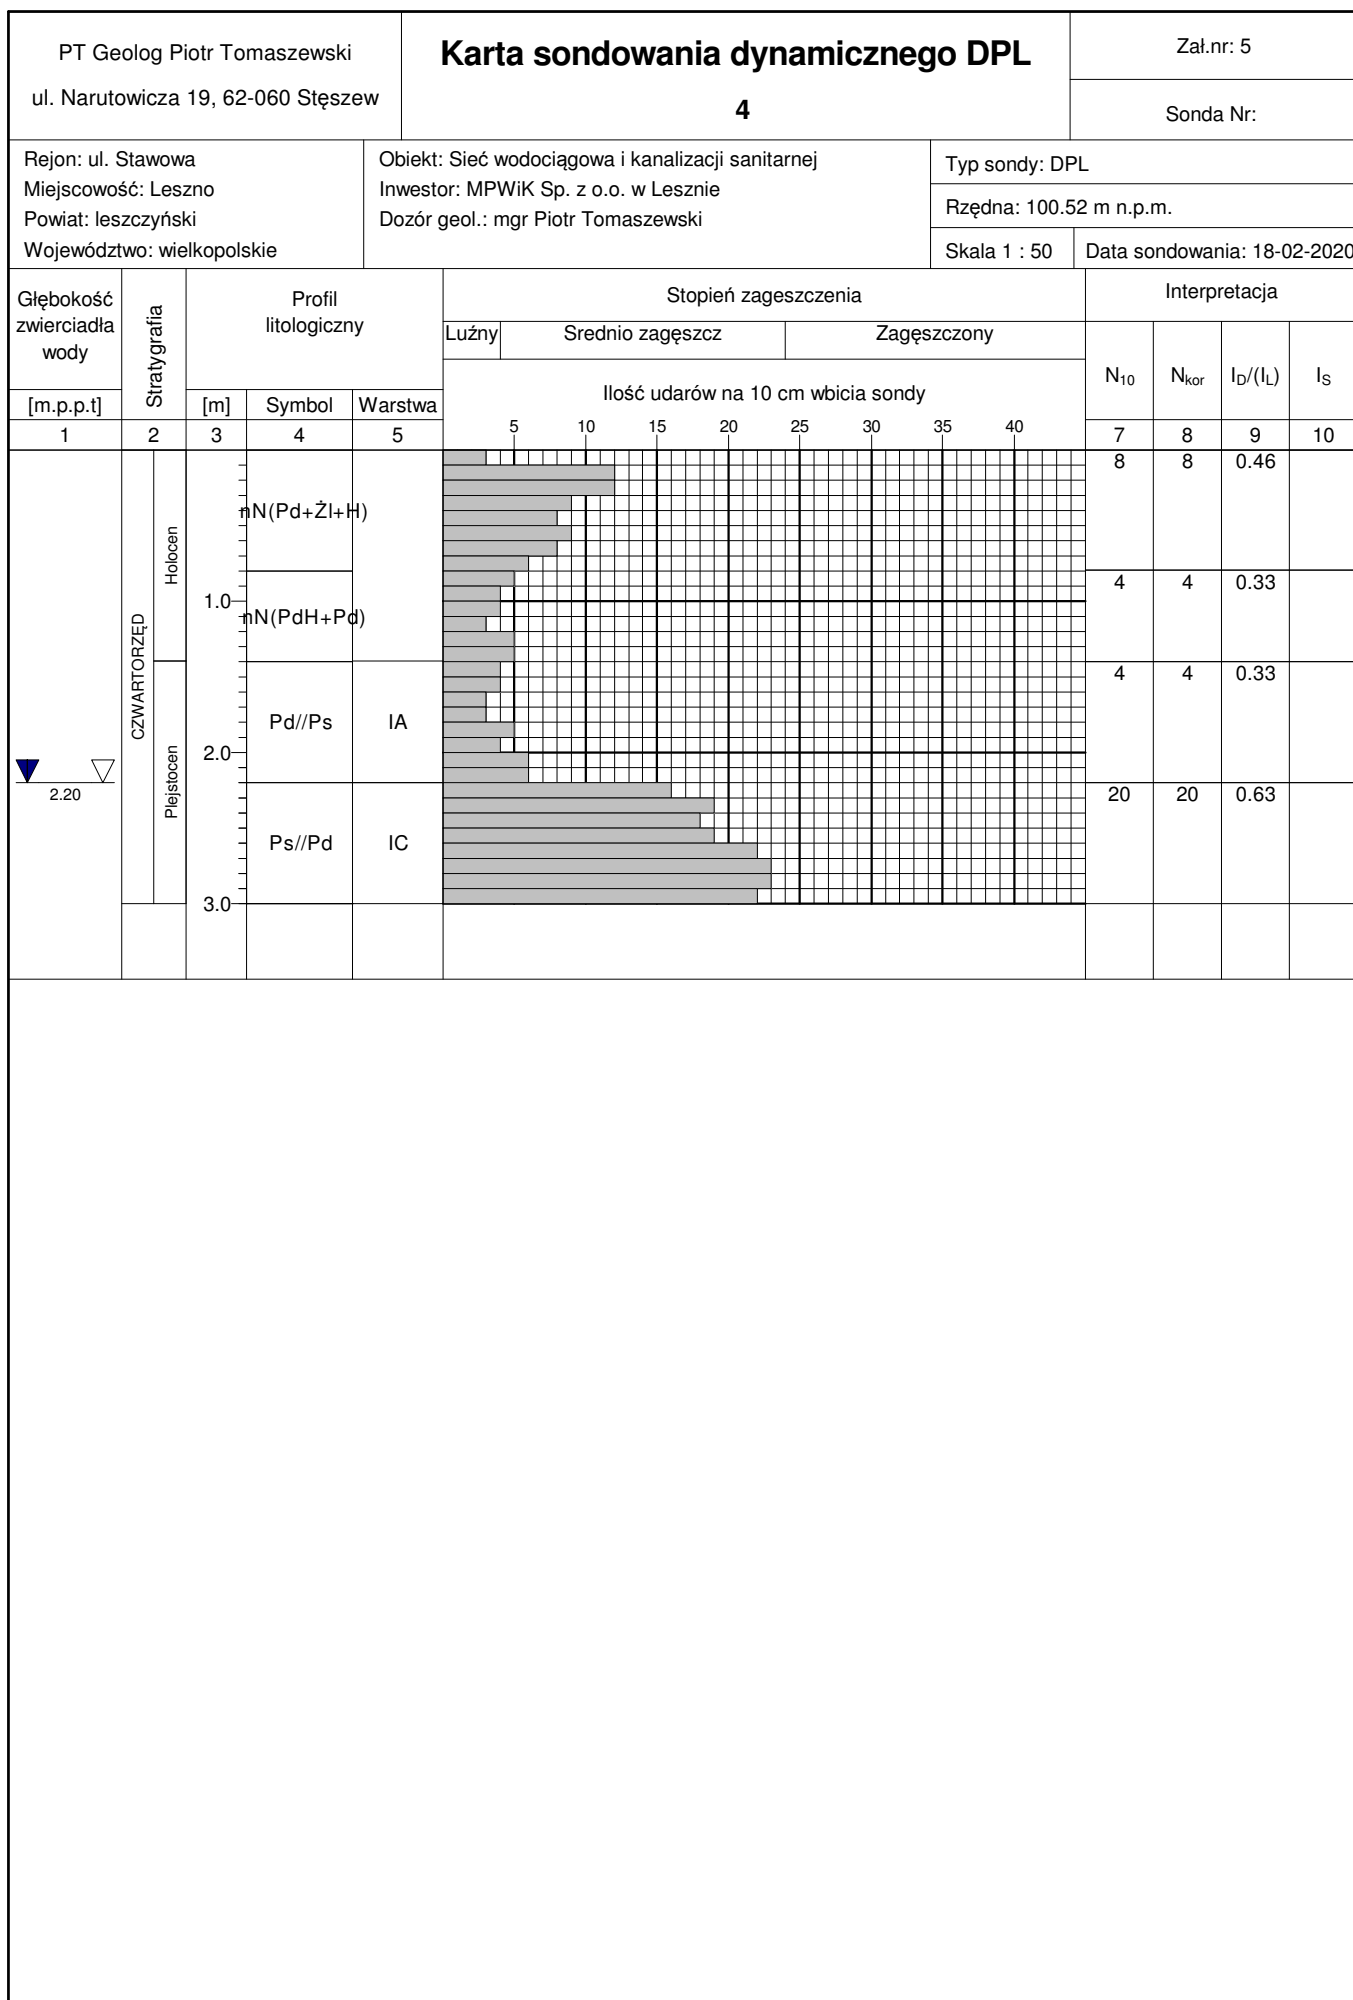 PT Geolog Piotr Tomaszewski
ul. Narutowicza 19, 62-060 Stęszew
Karta sondowania dynamicznego DPL
4
Zał.nr: 5
Sonda Nr:
Rejon: ul. Stawowa
Miejscowość: Leszno
Powiat: leszczyński
Województwo: wielkopolskie
Obiekt: Sieć wodociągowa i kanalizacji sanitarnej
Inwestor: MPWiK Sp. z o.o. w Lesznie
Dozór geol.: mgr Piotr Tomaszewski
Typ sondy: DPL
Rzędna: 100.52 m n.p.m.
Skala 1 : 50
Data sondowania: 18-02-2020
Głębokość
zwierciadła
wody
[m.p.p.t]
Stratygrafia
Profil
litologiczny
[m]
Symbol
Warstwa
Stopień zageszczenia
Luźny
Srednio zagęszcz
Zagęszczony
Ilość udarów na 10 cm wbicia sondy
5 10 15 20 25 30 35 40
Interpretacja
N10
Nkor
ID/(IL)
IS
1 2 3 4 5 7 8 9 10
CZWARTORZĘD
Holocen
Plejstocen
nN(Pd+Żl+H)
8 8 0.46
1.0
nN(PdH+Pd)
4 4 0.33
Pd//Ps
IA
4 4 0.33
2.0
2.20
Ps//Pd
IC
20 20 0.63
3.0